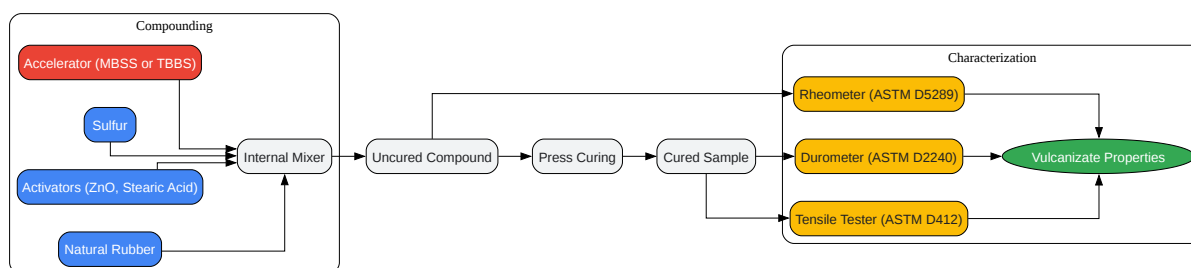 Compounding
Accelerator (MBSS or TBBS)
Sulfur
Activators (ZnO, Stearic Acid)
Natural Rubber
Internal Mixer
Uncured Compound
Press Curing
Cured Sample
Characterization
Rheometer (ASTM D5289)
Durometer (ASTM D2240)
Tensile Tester (ASTM D412)
Vulcanizate Properties